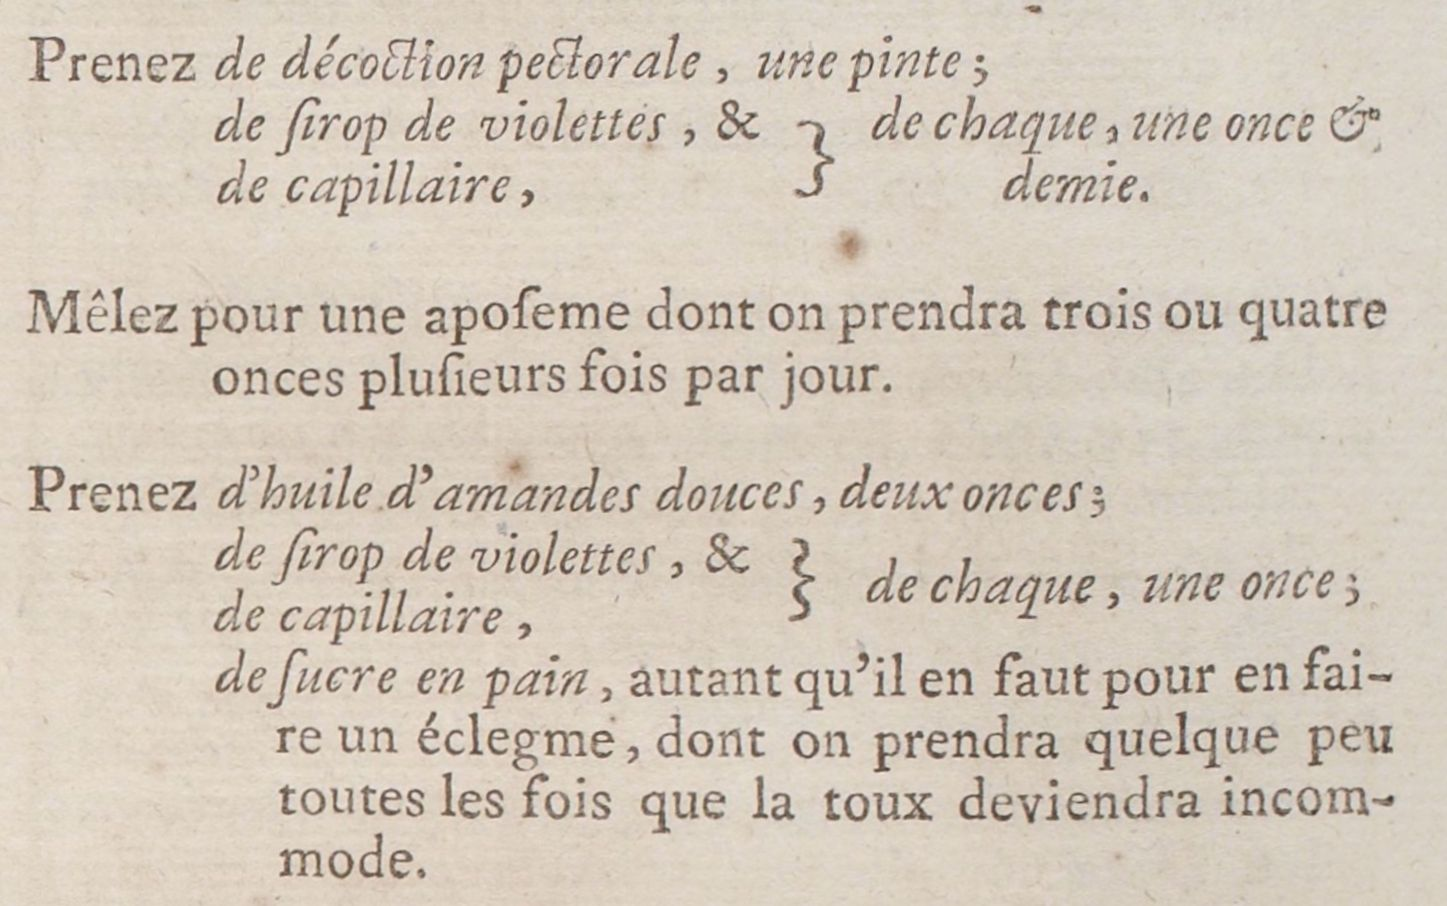 Prenez de décoction pectorale, une pinte;
de ſirop de violettes, & } de chaque, une once &
de capillaire, demie.
Mêlez pour une apoſeme dont on prendra trois ou quatre
onces pluſieurs fois par jour.
Prenez d'huile d'amandes douces, deux onces;
de ſirop de violettes, & } de chaque, une once;
de capillaire,
de ſucre en pain, autant qu'il en faut pour en fai-
re un éclegme, dont on prendra quelque peu
toutes les fois que la toux deviendra incom-
mode.